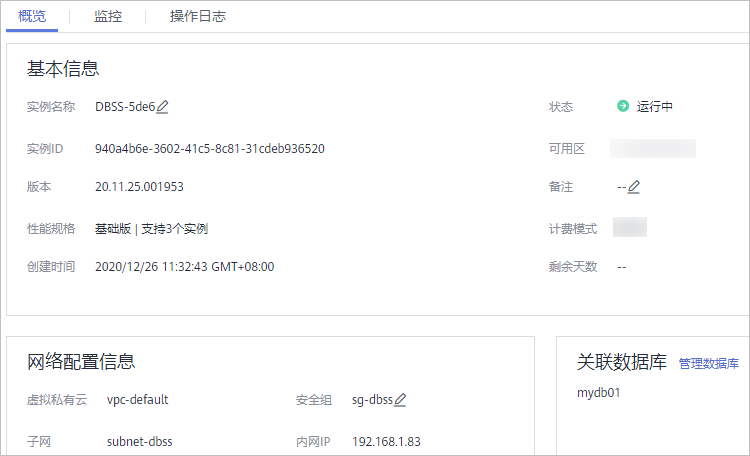 概览 监控 操作日志
基本信息
实例名称 DBSS-5de6 状态 运行中
实例ID 940a4b6e-3602-41c5-8c81-31cdeb936520 可用区
版本 20.11.25.001953 备注 --
性能规格 基础版 | 支持3个实例 计费模式
创建时间 2020/12/26 11:32:43 GMT+08:00 剩余天数 --
网络配置信息 关联数据库 管理数据库
虚拟私有云 vpc-default 安全组 sg-dbss mydb01
子网 subnet-dbss 内网IP 192.168.1.83